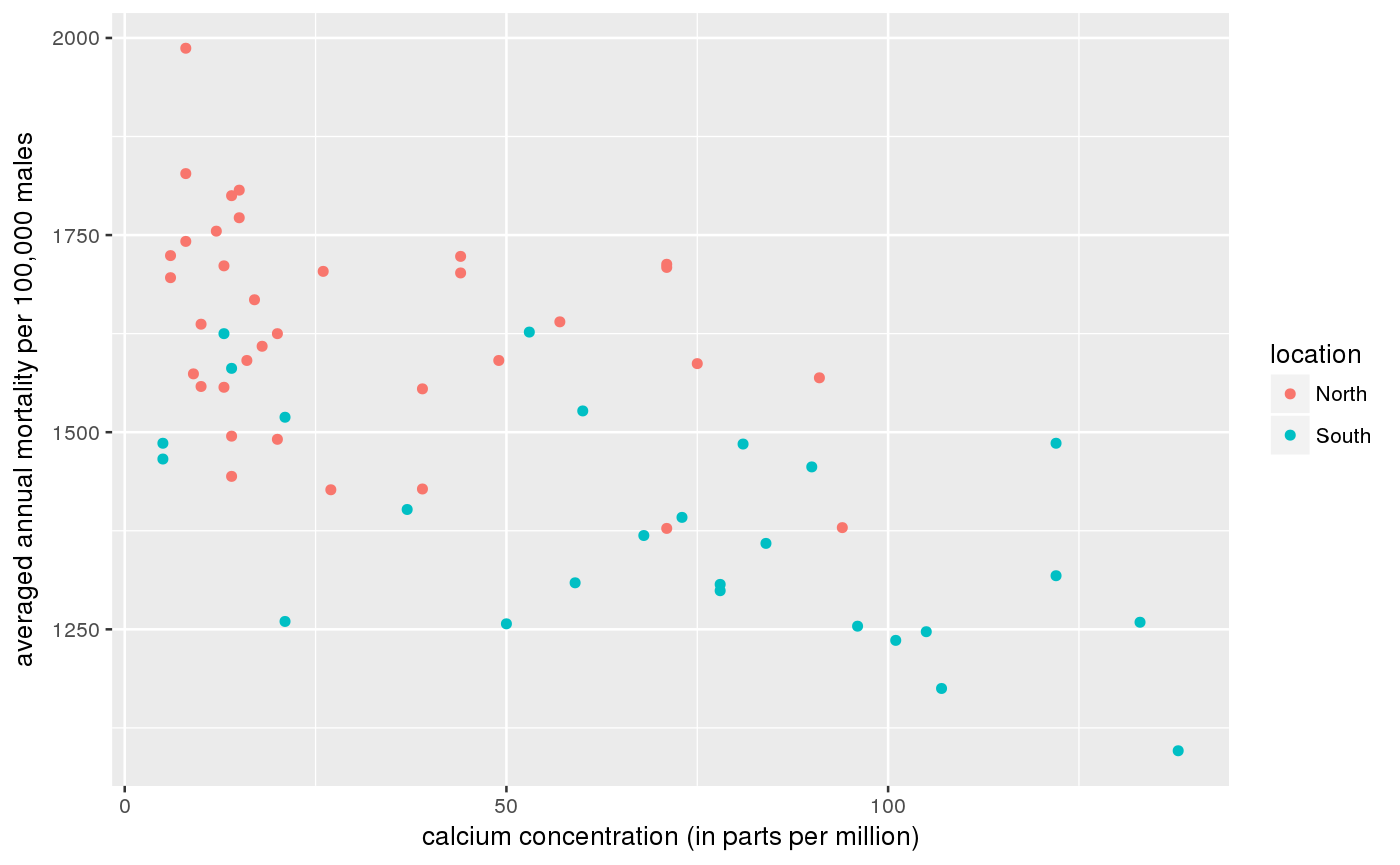 2000
1750
1500
1250
averaged annual mortality per 100,000 males
0
50
100
calcium concentration (in parts per million)
location
North
South